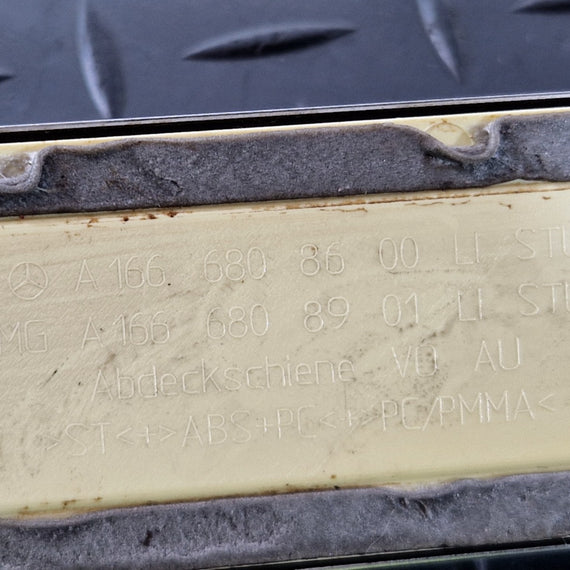 A 166 680 86 00 LI STU
MG A 166 680 89 01 LI STU
Abdeckschiene VO AU
>ST<+>ABS+PC<+>PC/PMMA<